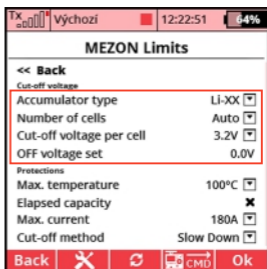 Tx Výchozí 12:22:51 64%
MEZON Limits
<< Back
Cut-off voltage
Accumulator type Li-XX
Number of cells Auto
Cut-off voltage per cell 3.2V
OFF voltage set 0.0V
Protections
Max. temperature 100°C
Elapsed capacity ✖
Max. current 180A
Cut-off method Slow Down
Back CMD Ok